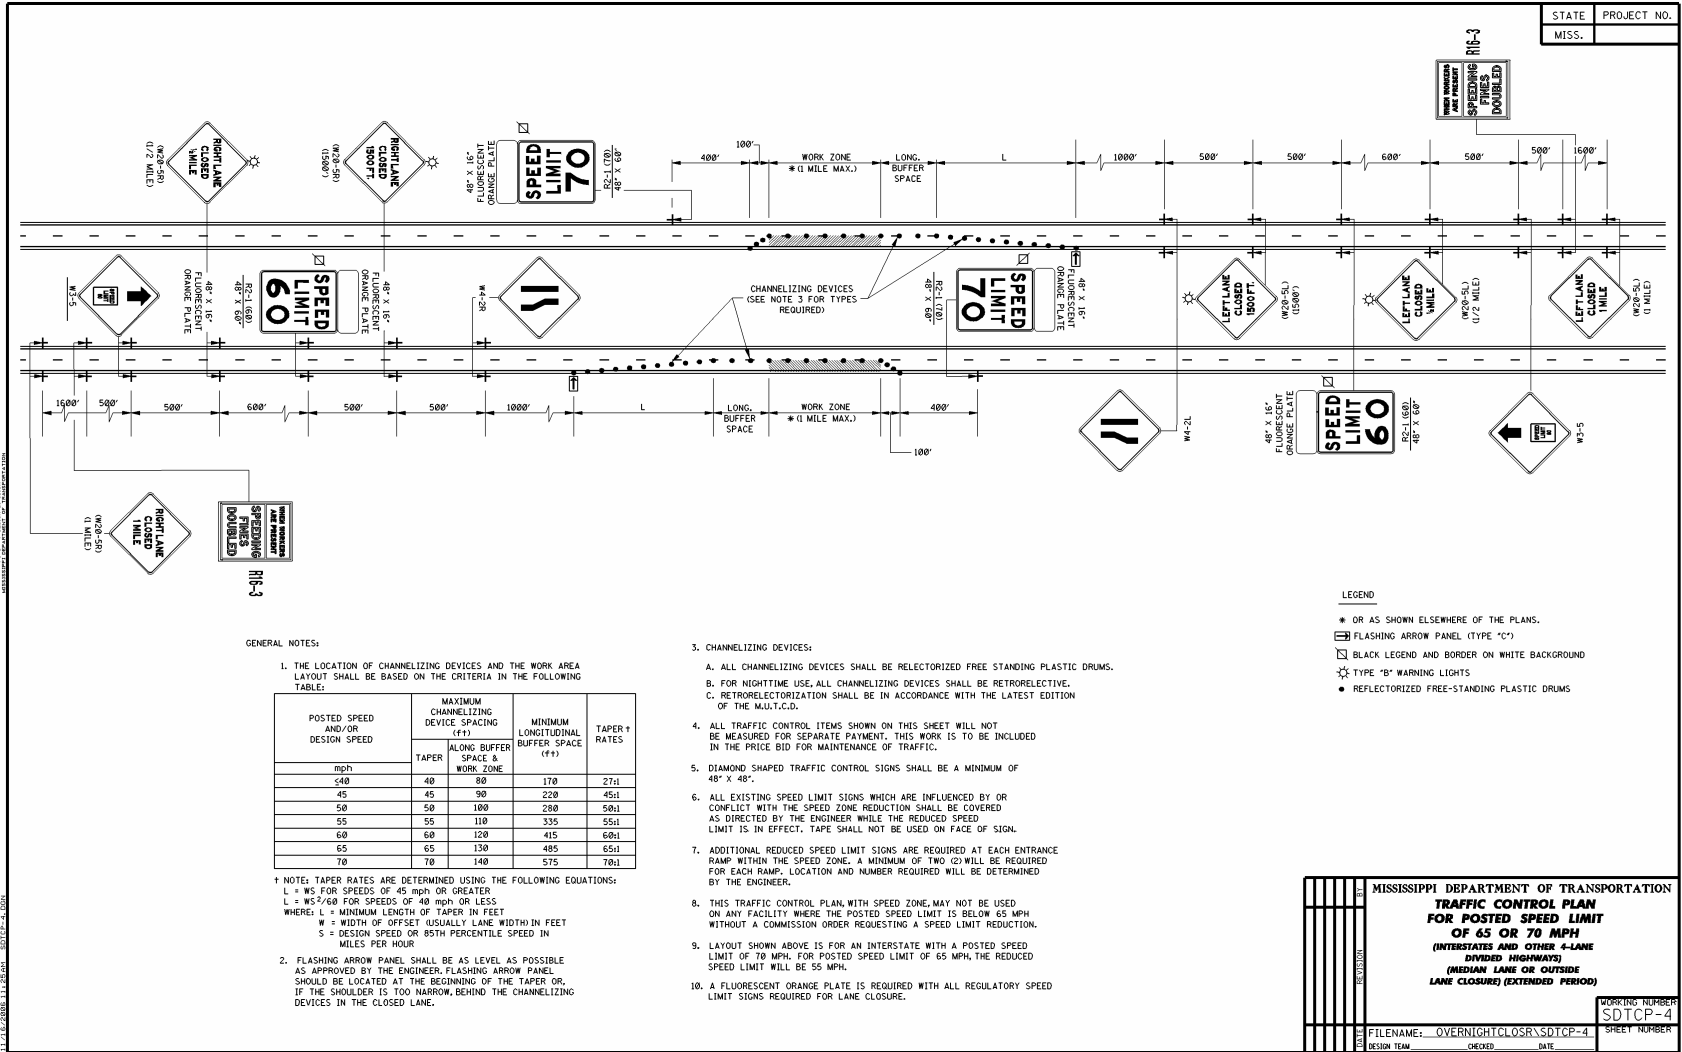 STATE PROJECT NO.
MISS.
R16-3
WHEN WORKERS
ARE PRESENT
SPEEDING
FINES
DOUBLED
(W20-5R)
(1/2 MILE)
RIGHT LANE
CLOSED
½ MILE
(W20-5R)
(1500')
RIGHT LANE
CLOSED
1500 FT.
48" X 16"
FLUORESCENT
ORANGE PLATE
SPEED
LIMIT
70
R2-1 (70)
48" X 60"
400'
100'
WORK ZONE
* (1 MILE MAX.)
LONG.
BUFFER
SPACE
L
1000'
500'
500'
600'
500'
500'
1600'
W3-5
SPEED
LIMIT
60
48" X 16"
FLUORESCENT
ORANGE PLATE
R2-1 (60)
48" X 60"
SPEED
LIMIT
60
48" X 16"
FLUORESCENT
ORANGE PLATE
W4-2R
CHANNELIZING DEVICES
(SEE NOTE 3 FOR TYPES
REQUIRED)
R2-1 (70)
48" X 60"
SPEED
LIMIT
70
48" X 16"
FLUORESCENT
ORANGE PLATE
LEFT LANE
CLOSED
1500 FT.
(W20-5L)
(1500')
LEFT LANE
CLOSED
½ MILE
(W20-5L)
(1/2 MILE)
LEFT LANE
CLOSED
1 MILE
(W20-5L)
(1 MILE)
1600'
500'
500'
600'
500'
500'
1000'
L
LONG.
BUFFER
SPACE
WORK ZONE
* (1 MILE MAX.)
400'
100'
W4-2L
48" X 16"
FLUORESCENT
ORANGE PLATE
SPEED
LIMIT
60
R2-1 (60)
48" X 60"
SPEED
LIMIT
60
W3-5
(W20-5R)
(1 MILE)
RIGHT LANE
CLOSED
1 MILE
WHEN WORKERS
ARE PRESENT
SPEEDING
FINES
DOUBLED
R16-3
MISSISSIPPI DEPARTMENT OF TRANSPORTATION
11/16/2006 11:25AM SDTCP-4.DGN
GENERAL NOTES:
1. THE LOCATION OF CHANNELIZING DEVICES AND THE WORK AREA
LAYOUT SHALL BE BASED ON THE CRITERIA IN THE FOLLOWING
TABLE:
POSTED SPEED
AND/OR
DESIGN SPEED
mph
MAXIMUM
CHANNELIZING
DEVICE SPACING
(ft)
TAPER
ALONG BUFFER
SPACE &
WORK ZONE
MINIMUM
LONGITUDINAL
BUFFER SPACE
(ft)
TAPER †
RATES
≤40 40 80 170 27:1
45 45 90 220 45:1
50 50 100 280 50:1
55 55 110 335 55:1
60 60 120 415 60:1
65 65 130 485 65:1
70 70 140 575 70:1
† NOTE: TAPER RATES ARE DETERMINED USING THE FOLLOWING EQUATIONS:
L = WS FOR SPEEDS OF 45 mph OR GREATER
L = WS²/60 FOR SPEEDS OF 40 mph OR LESS
WHERE: L = MINIMUM LENGTH OF TAPER IN FEET
W = WIDTH OF OFFSET (USUALLY LANE WIDTH) IN FEET
S = DESIGN SPEED OR 85TH PERCENTILE SPEED IN
MILES PER HOUR
2. FLASHING ARROW PANEL SHALL BE AS LEVEL AS POSSIBLE
AS APPROVED BY THE ENGINEER. FLASHING ARROW PANEL
SHOULD BE LOCATED AT THE BEGINNING OF THE TAPER OR,
IF THE SHOULDER IS TOO NARROW, BEHIND THE CHANNELIZING
DEVICES IN THE CLOSED LANE.
3. CHANNELIZING DEVICES:
A. ALL CHANNELIZING DEVICES SHALL BE RELECTORIZED FREE STANDING PLASTIC DRUMS.
B. FOR NIGHTTIME USE, ALL CHANNELIZING DEVICES SHALL BE RETRORELECTIVE.
C. RETRORELECTORIZATION SHALL BE IN ACCORDANCE WITH THE LATEST EDITION
OF THE M.U.T.C.D.
4. ALL TRAFFIC CONTROL ITEMS SHOWN ON THIS SHEET WILL NOT
BE MEASURED FOR SEPARATE PAYMENT. THIS WORK IS TO BE INCLUDED
IN THE PRICE BID FOR MAINTENANCE OF TRAFFIC.
5. DIAMOND SHAPED TRAFFIC CONTROL SIGNS SHALL BE A MINIMUM OF
48" X 48".
6. ALL EXISTING SPEED LIMIT SIGNS WHICH ARE INFLUENCED BY OR
CONFLICT WITH THE SPEED ZONE REDUCTION SHALL BE COVERED
AS DIRECTED BY THE ENGINEER WHILE THE REDUCED SPEED
LIMIT IS IN EFFECT. TAPE SHALL NOT BE USED ON FACE OF SIGN.
7. ADDITIONAL REDUCED SPEED LIMIT SIGNS ARE REQUIRED AT EACH ENTRANCE
RAMP WITHIN THE SPEED ZONE. A MINIMUM OF TWO (2) WILL BE REQUIRED
FOR EACH RAMP. LOCATION AND NUMBER REQUIRED WILL BE DETERMINED
BY THE ENGINEER.
8. THIS TRAFFIC CONTROL PLAN, WITH SPEED ZONE, MAY NOT BE USED
ON ANY FACILITY WHERE THE POSTED SPEED LIMIT IS BELOW 65 MPH
WITHOUT A COMMISSION ORDER REQUESTING A SPEED LIMIT REDUCTION.
9. LAYOUT SHOWN ABOVE IS FOR AN INTERSTATE WITH A POSTED SPEED
LIMIT OF 70 MPH. FOR POSTED SPEED LIMIT OF 65 MPH, THE REDUCED
SPEED LIMIT WILL BE 55 MPH.
10. A FLUORESCENT ORANGE PLATE IS REQUIRED WITH ALL REGULATORY SPEED
LIMIT SIGNS REQUIRED FOR LANE CLOSURE.
LEGEND
* OR AS SHOWN ELSEWHERE OF THE PLANS.
FLASHING ARROW PANEL (TYPE "C")
BLACK LEGEND AND BORDER ON WHITE BACKGROUND
TYPE "B" WARNING LIGHTS
● REFLECTORIZED FREE-STANDING PLASTIC DRUMS
BY
REVISION
DATE
MISSISSIPPI DEPARTMENT OF TRANSPORTATION
TRAFFIC CONTROL PLAN
FOR POSTED SPEED LIMIT
OF 65 OR 70 MPH
(INTERSTATES AND OTHER 4-LANE
DIVIDED HIGHWAYS)
(MEDIAN LANE OR OUTSIDE
LANE CLOSURE) (EXTENDED PERIOD)
WORKING NUMBER
SDTCP-4
FILENAME: OVERNIGHTCLOSR\SDTCP-4
SHEET NUMBER
DESIGN TEAM CHECKED DATE